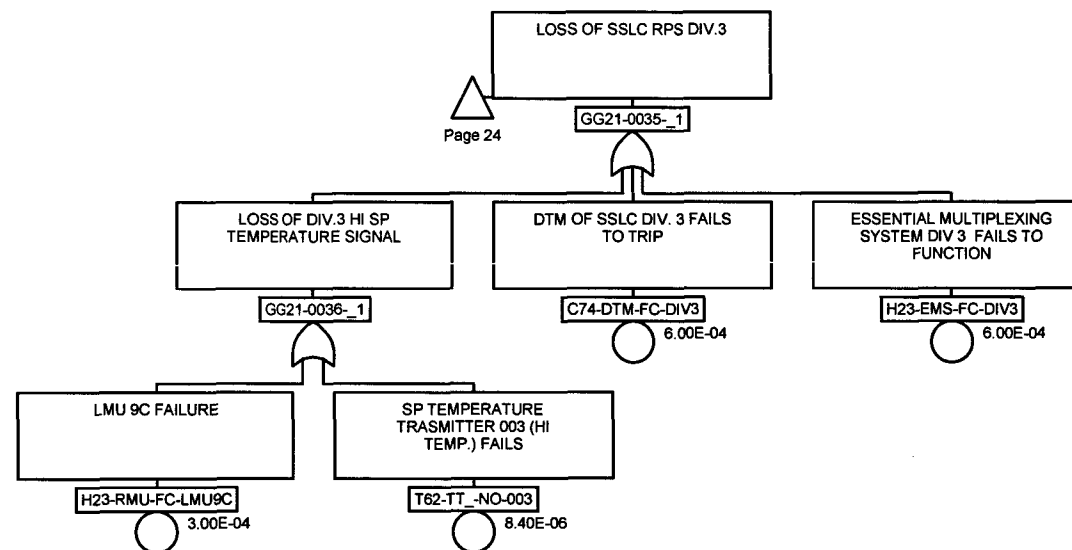 LOSS OF SSLC RPS DIV.3
Page 24
GG21-0035-_1
LOSS OF DIV.3 HI SP
TEMPERATURE SIGNAL
GG21-0036-_1
DTM OF SSLC DIV. 3 FAILS
TO TRIP
C74-DTM-FC-DIV3
6.00E-04
ESSENTIAL MULTIPLEXING
SYSTEM DIV 3 FAILS TO
FUNCTION
H23-EMS-FC-DIV3
6.00E-04
LMU 9C FAILURE
H23-RMU-FC-LMU9C
3.00E-04
SP TEMPERATURE
TRASMITTER 003 (HI
TEMP.) FAILS
T62-TT_-NO-003
8.40E-06